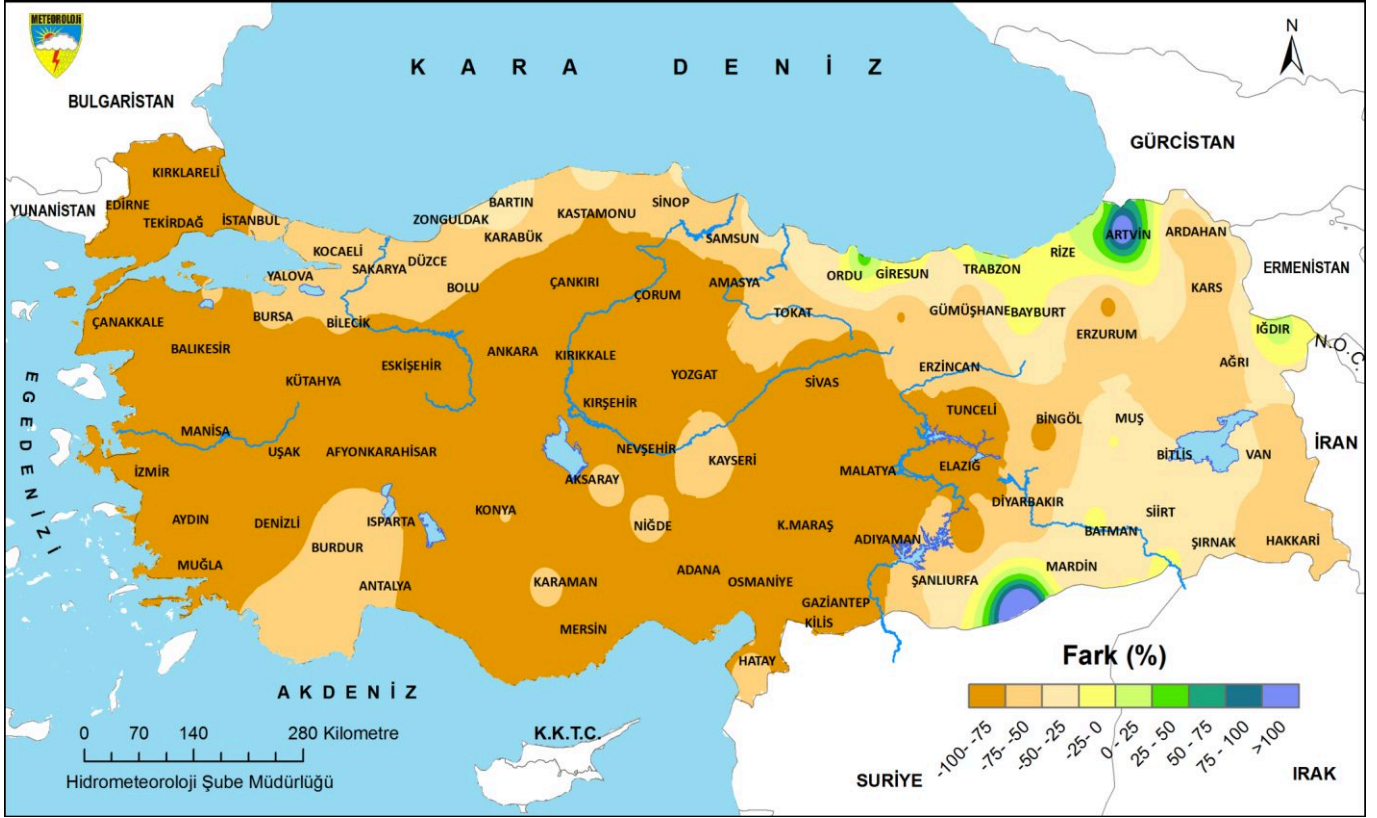 METEOROLOJİ
N
KARA DENİZ
BULGARİSTAN
GÜRCİSTAN
KIRKLARELİ
SİNOP
BARTIN
EDİRNE
YUNANİSTAN
KASTAMONU
ZONGULDAK
İSTANBUL
TEKİRDAĞ
ARTVİN
ARDAHAN
KARABÜK
SAMSUN
KOCAELİ
RİZE
DÜZCE
SAKARYA
TRABZON
ERMENİSTAN
YALOVA
ORDU
GİRESUN
BOLU
ÇANKIRI
AMASYA
KARS
ÇORUM
GÜMÜŞHANE
BAYBURT
TOKAT
BURSA
ÇANAKKALE
BİLECİK
IĞDIR
ERZURUM
N.O.C.
BALIKESİR
ANKARA
KIRIKKALE
AĞRI
ESKİŞEHİR
ERZİNCAN
YOZGAT
KÜTAHYA
SİVAS
EGE DENİZİ
KIRŞEHİR
TUNCELİ
BİNGÖL
MUŞ
MANİSA
İRAN
UŞAK
AFYONKARAHİSAR
NEVŞEHİR
BİTLİS
VAN
KAYSERİ
ELAZIĞ
İZMİR
MALATYA
AKSARAY
DİYARBAKIR
KONYA
SİİRT
AYDIN
DENİZLİ
ISPARTA
NİĞDE
K.MARAŞ
BATMAN
ADIYAMAN
ŞIRNAK
HAKKARİ
BURDUR
MUĞLA
MARDİN
ADANA
ŞANLIURFA
KARAMAN
OSMANİYE
ANTALYA
GAZİANTEP
KİLİS
MERSİN
HATAY
Fark (%)
AKDENİZ
-100- -75
-75--50
-50--25
-25- 0
0 - 25
25 - 50
50 - 75
75 - 100
>100
K.K.T.C.
0 70 140 280 Kilometre
Hidrometeoroloji Şube Müdürlüğü
SURİYE
IRAK